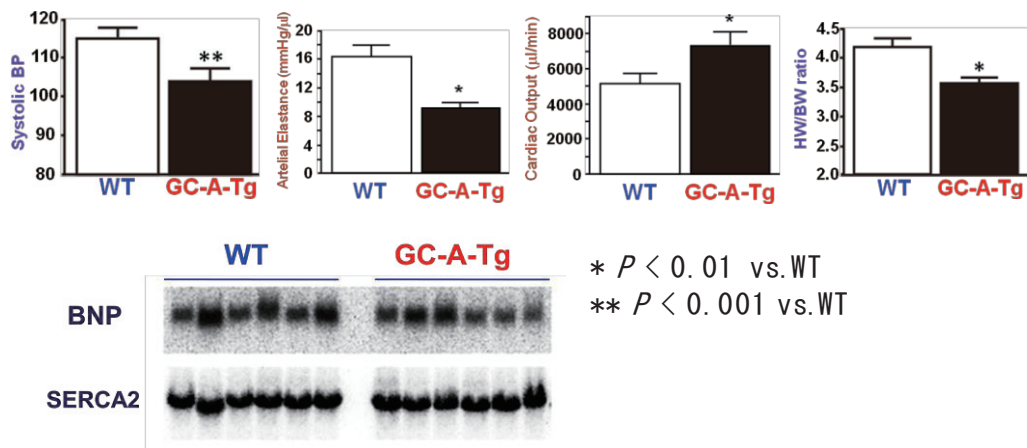 Systolic BP
115
110
100
90
80
**
WT
GC-A-Tg
Artelial Elastance (mmHg/µl)
20
16
12
8
4
0
*
WT
GC-A-Tg
Cardiac Output (µl/min)
8000
6000
4000
2000
0
*
WT
GC-A-Tg
HW/BW ratio
4.5
4.0
3.5
3.0
2.5
2.0
*
WT
GC-A-Tg
WT
GC-A-Tg
BNP
SERCA2
* P < 0.01 vs.WT
** P < 0.001 vs.WT